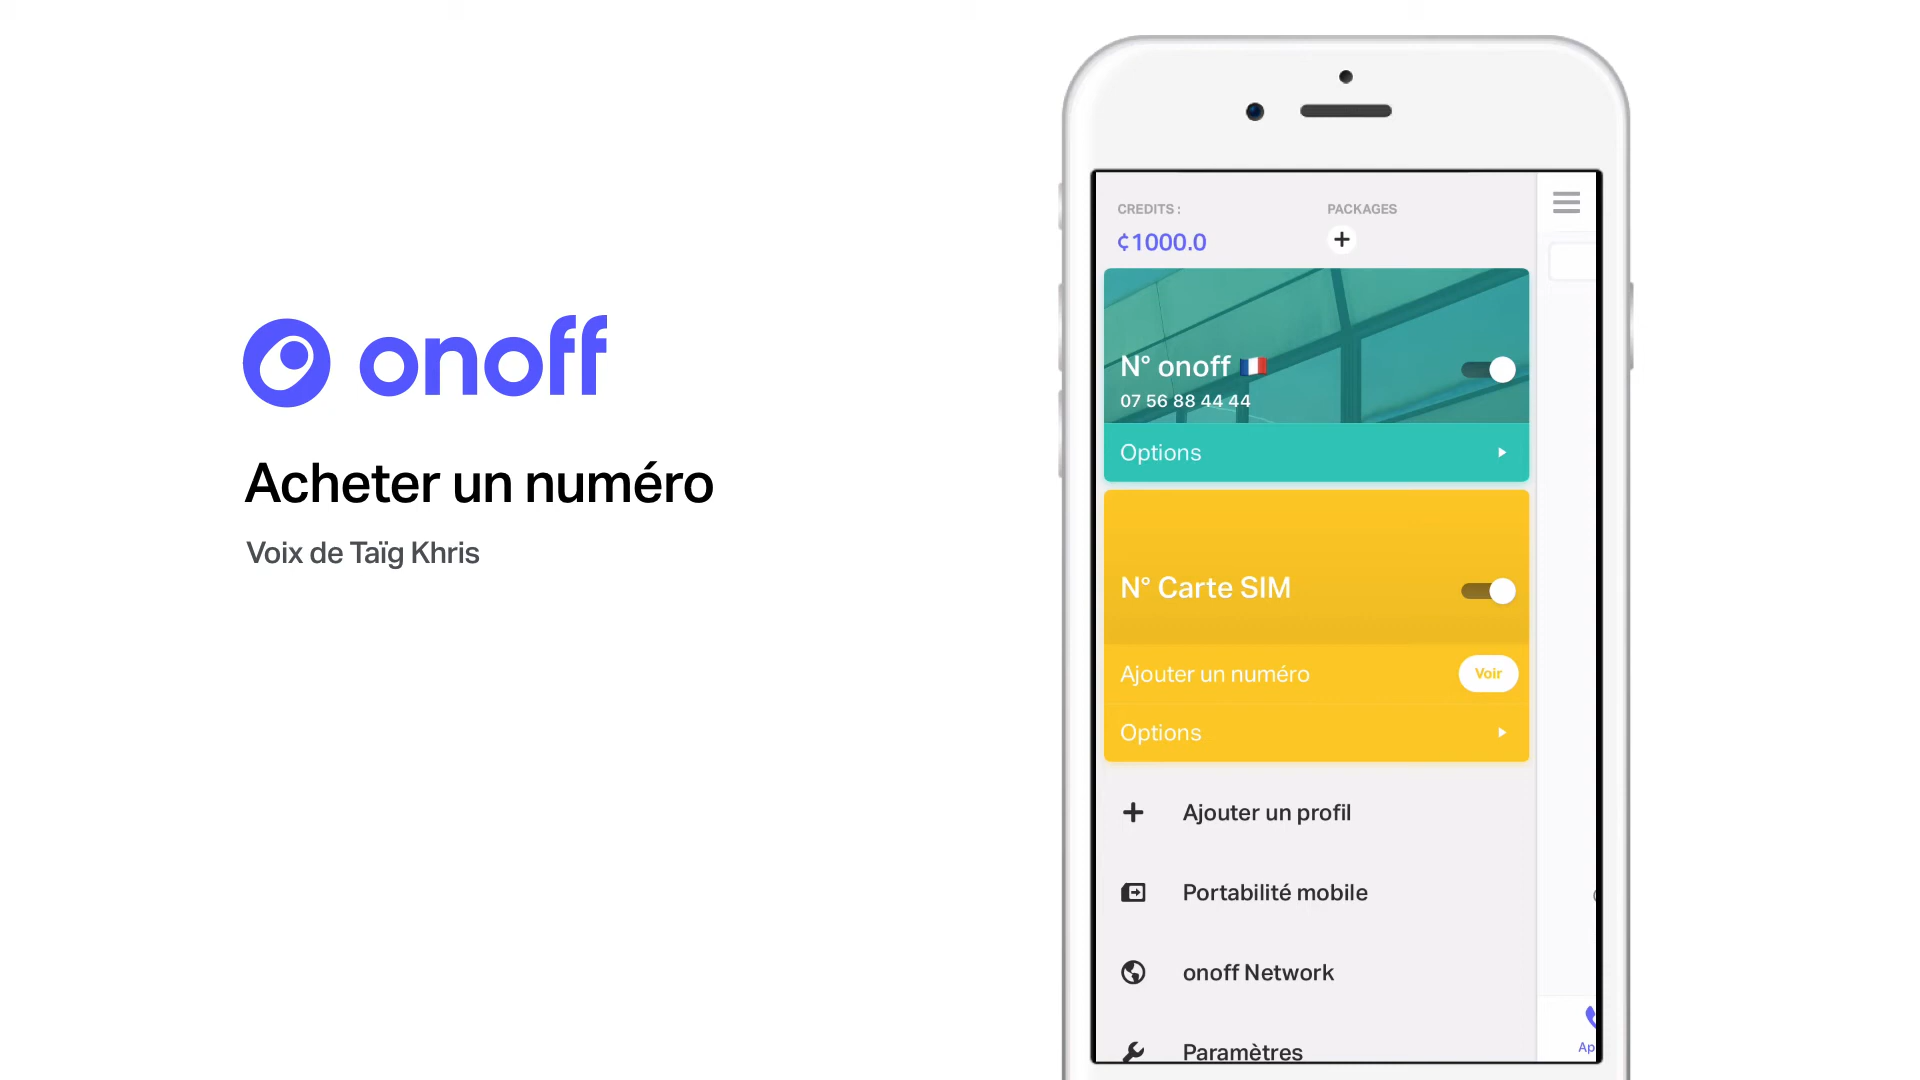 onoff
Acheter un numéro
Voix de Taïg Khris
CREDITS :
PACKAGES
¢1000.0
N° onoff
07 56 88 44 44
Options
N° Carte SIM
Ajouter un numéro
Voir
Options
Ajouter un profil
Portabilité mobile
onoff Network
Paramètres
Ap